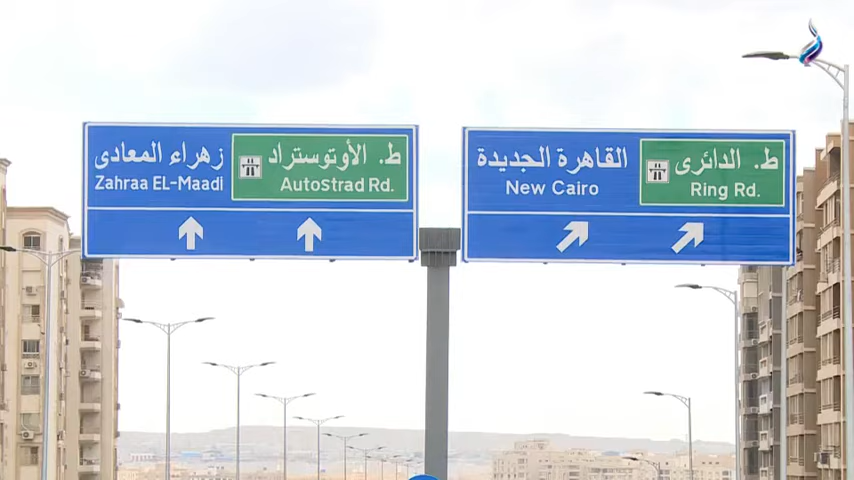 زهراء المعادى
Zahraa EL-Maadi
ط. الأوتوستراد
AutoStrad Rd.
القاهرة الجديدة
New Cairo
ط. الدائرى
Ring Rd.